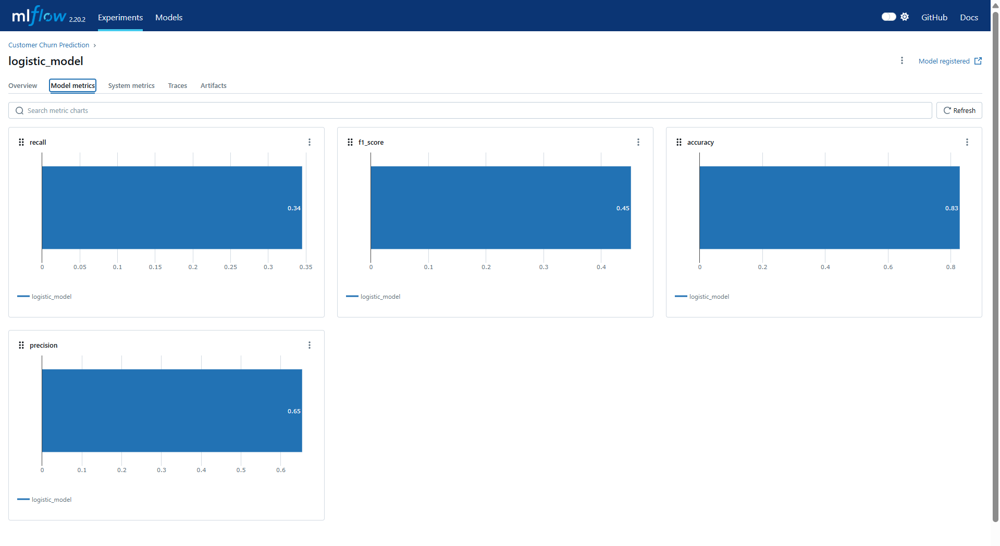 mlflow 2.20.2 Experiments Models GitHub Docs
Customer Churn Prediction ›
logistic_model
Model registered
Overview Model metrics System metrics Traces Artifacts
Search metric charts
Refresh
recall
0.34
0 0.05 0.1 0.15 0.2 0.25 0.3 0.35
logistic_model
f1_score
0.45
0 0.1 0.2 0.3 0.4
logistic_model
accuracy
0.83
0 0.2 0.4 0.6 0.8
logistic_model
precision
0.65
0 0.1 0.2 0.3 0.4 0.5 0.6
logistic_model